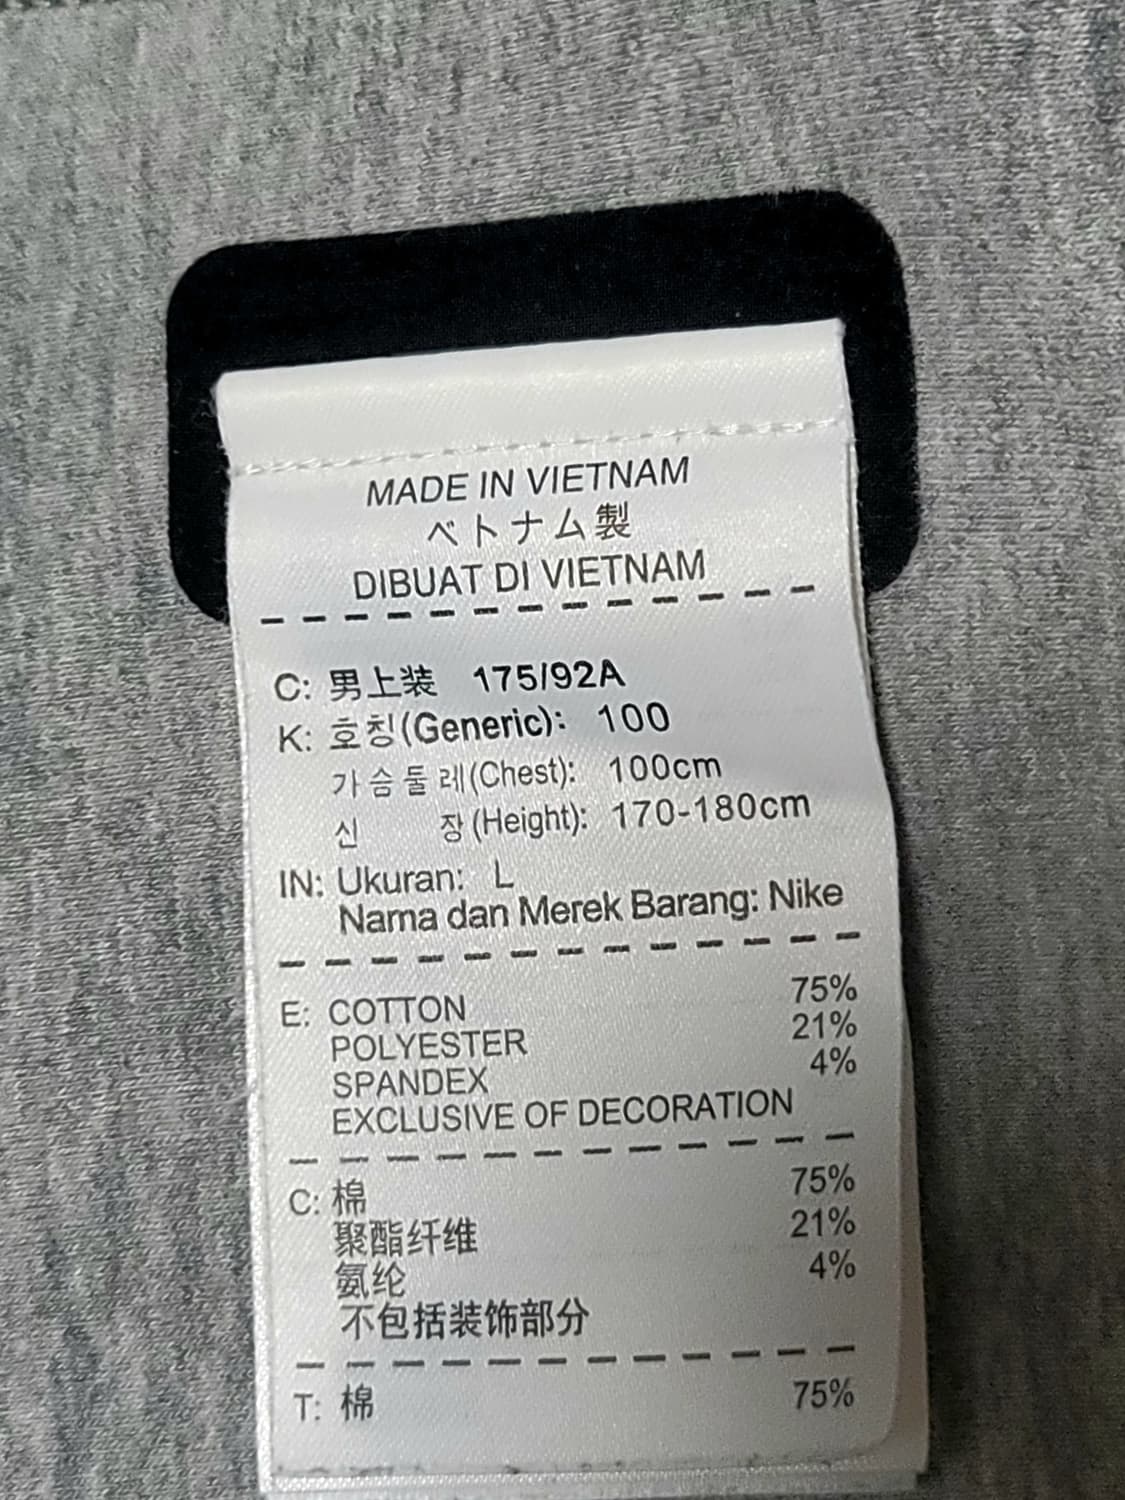 MADE IN VIETNAM
ベトナム製
DIBUAT DI VIETNAM
C: 男上装 175/92A
K: 호칭(Generic): 100
가슴둘레(Chest): 100cm
신 장(Height): 170-180cm
IN: Ukuran: L
Nama dan Merek Barang: Nike
E: COTTON 75%
POLYESTER 21%
SPANDEX 4%
EXCLUSIVE OF DECORATION
C: 棉 75%
聚酯纤维 21%
氨纶 4%
不包括装饰部分
T: 棉 75%